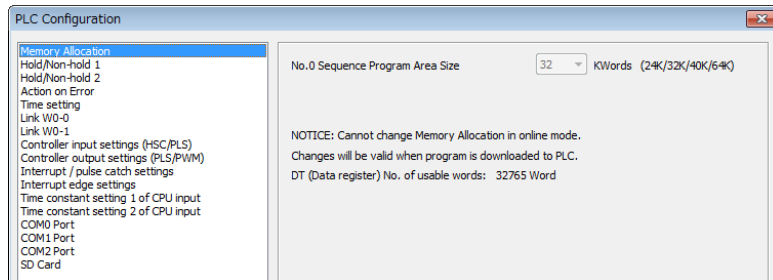 PLC Configuration
Memory Allocation
Hold/Non-hold 1
Hold/Non-hold 2
Action on Error
Time setting
Link W0-0
Link W0-1
Controller input settings (HSC/PLS)
Controller output settings (PLS/PWM)
Interrupt / pulse catch settings
Interrupt edge settings
Time constant setting 1 of CPU input
Time constant setting 2 of CPU input
COM0 Port
COM1 Port
COM2 Port
SD Card
No.0 Sequence Program Area Size 32 KWords (24K/32K/40K/64K)
NOTICE: Cannot change Memory Allocation in online mode.
Changes will be valid when program is downloaded to PLC.
DT (Data register) No. of usable words: 32765 Word